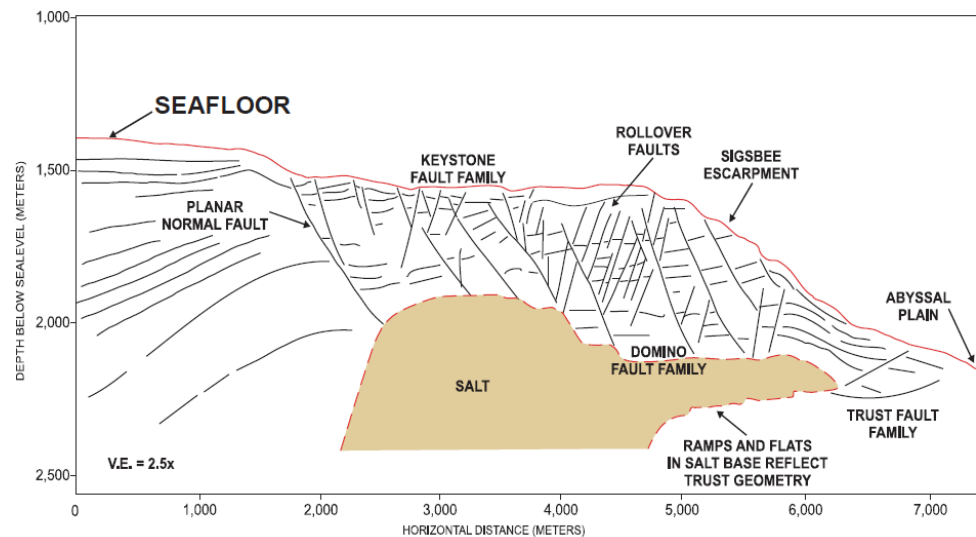 1,000
1,500
2,000
2,500
DEPTH BELOW SEALEVEL (METERS)
SEAFLOOR
KEYSTONE
FAULT FAMILY
ROLLOVER
FAULTS
SIGSBEE
ESCARPMENT
PLANAR
NORMAL FAULT
ABYSSAL
PLAIN
DOMINO
FAULT FAMILY
SALT
TRUST FAULT
FAMILY
RAMPS AND FLATS
IN SALT BASE REFLECT
TRUST GEOMETRY
V.E. = 2.5x
0
1,000
2,000
3,000
4,000
5,000
6,000
7,000
HORIZONTAL DISTANCE (METERS)